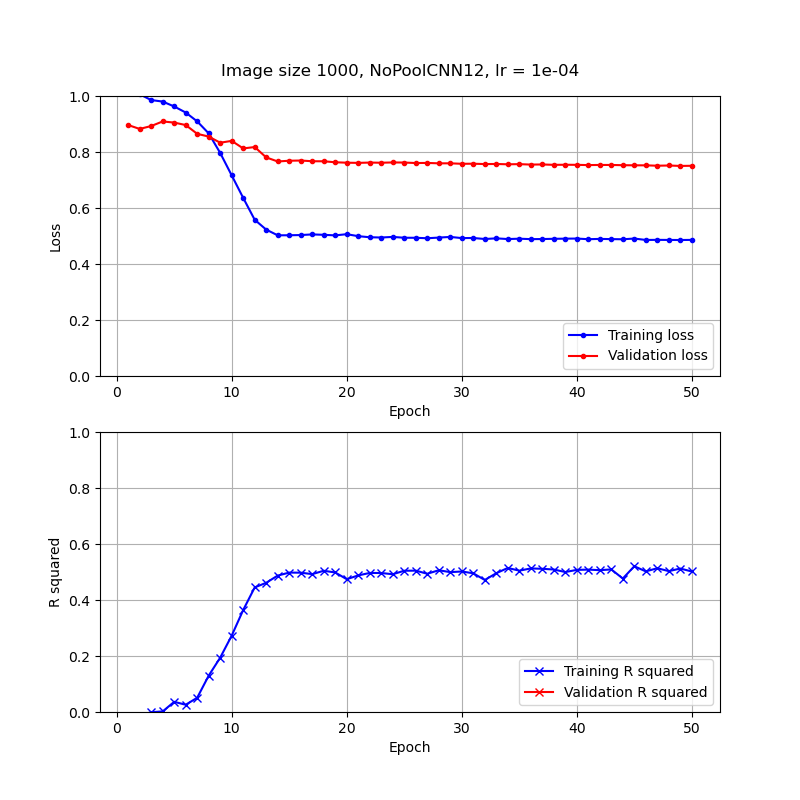 Image size 1000, NoPoolCNN12, lr = 1e-04
1.0
0.8
0.6
0.4
0.2
0.0
Loss
Training loss
Validation loss
0 10 20 30 40 50
Epoch
1.0
0.8
0.6
0.4
0.2
0.0
R squared
Training R squared
Validation R squared
0 10 20 30 40 50
Epoch